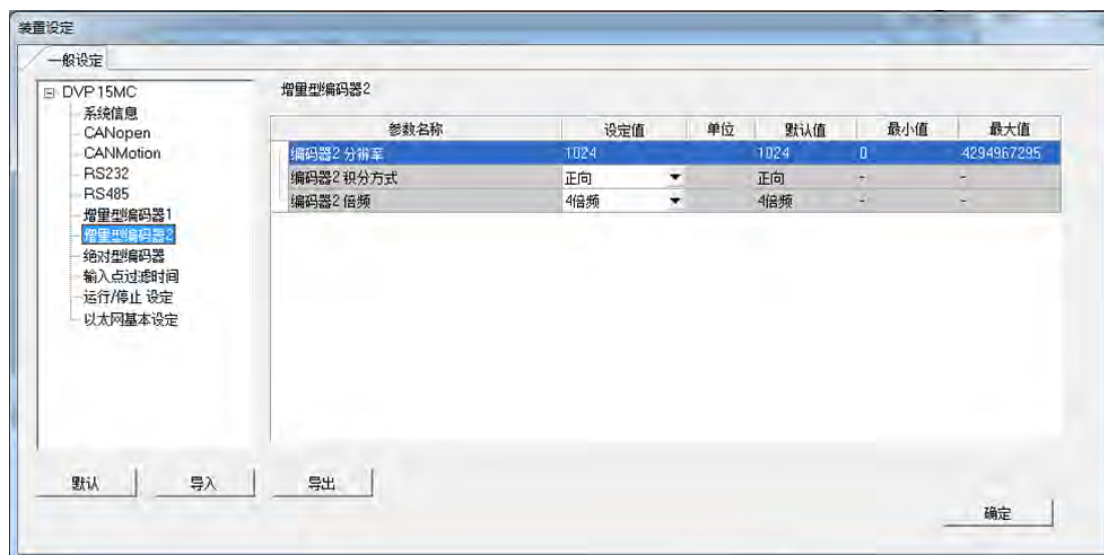 装置设定
一般设定
DVP 15MC
系统信息
CANopen
CANMotion
RS232
RS485
增量型编码器1
增里型编码器2
绝对型编码器
输入点过滤时间
运行/停止 设定
以太网基本设定
增里型编码器2
参数名称 设定值 单位 默认值 最小值 最大值
编码器2 分辨率 1024 1024 0 4294967295
编码器2 积分方式 正向 正向 - -
编码器2 倍频 4倍频 4倍频 - -
默认 导入 导出
确定